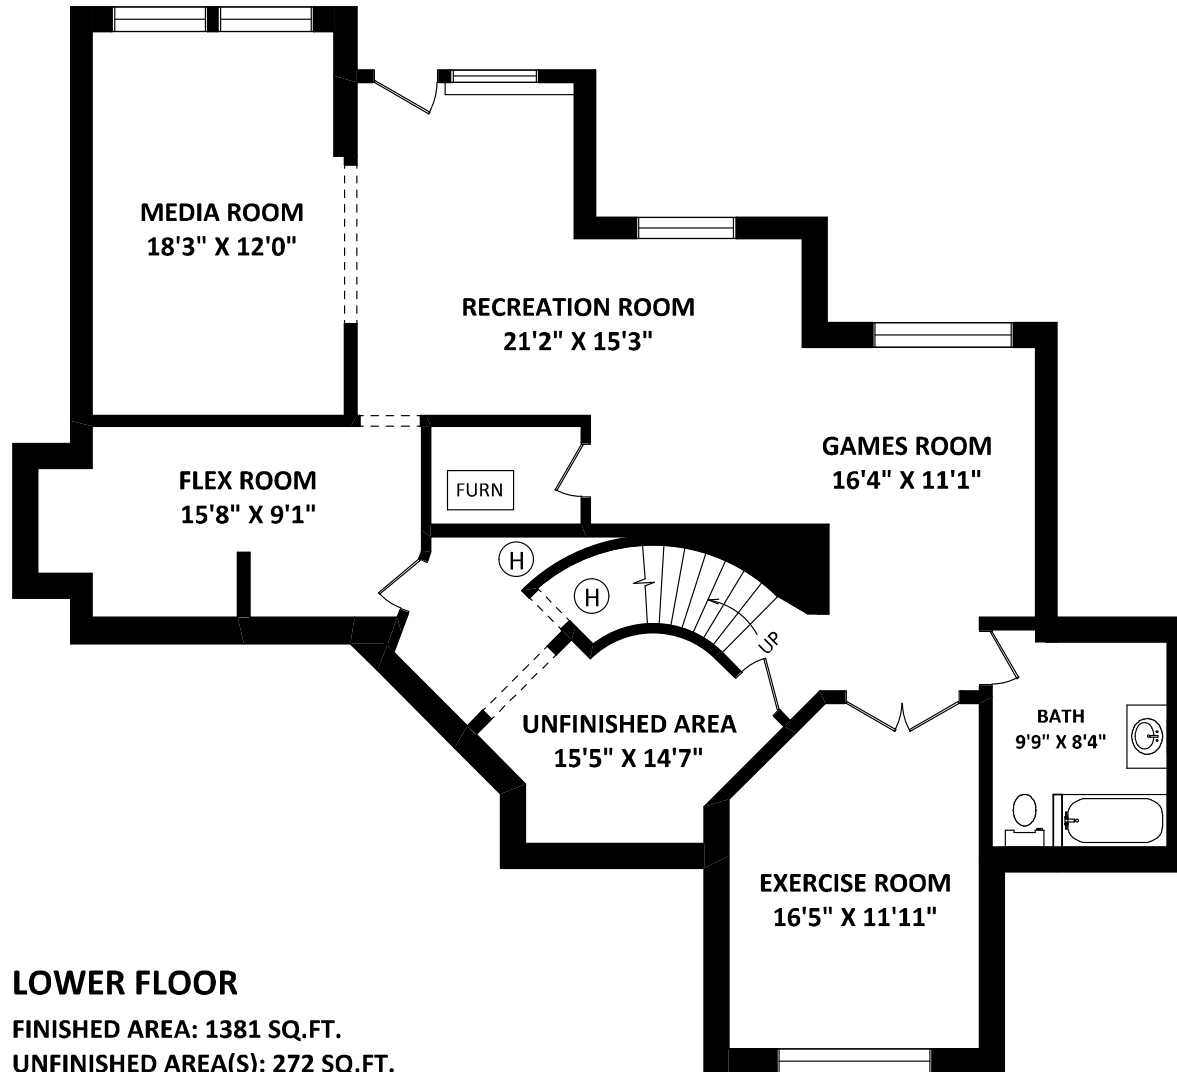 MEDIA ROOM
18'3" X 12'0"
RECREATION ROOM
21'2" X 15'3"
GAMES ROOM
16'4" X 11'1"
FLEX ROOM
15'8" X 9'1"
FURN
H
H
UP
UNFINISHED AREA
15'5" X 14'7"
BATH
9'9" X 8'4"
EXERCISE ROOM
16'5" X 11'11"
LOWER FLOOR
FINISHED AREA: 1381 SQ.FT.
UNFINISHED AREA(S): 272 SQ.FT.